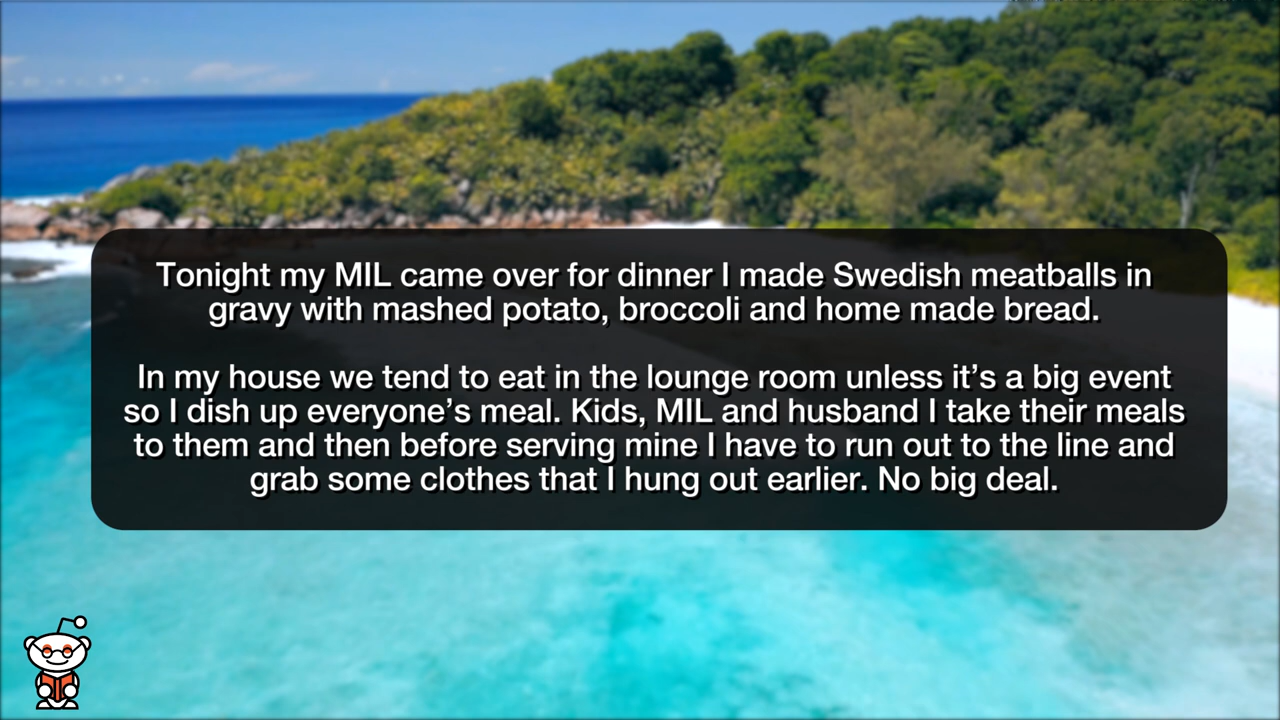 Tonight my MIL came over for dinner I made Swedish meatballs in
gravy with mashed potato, broccoli and home made bread.
In my house we tend to eat in the lounge room unless it’s a big event
so I dish up everyone’s meal. Kids, MIL and husband I take their meals
to them and then before serving mine I have to run out to the line and
grab some clothes that I hung out earlier. No big deal.